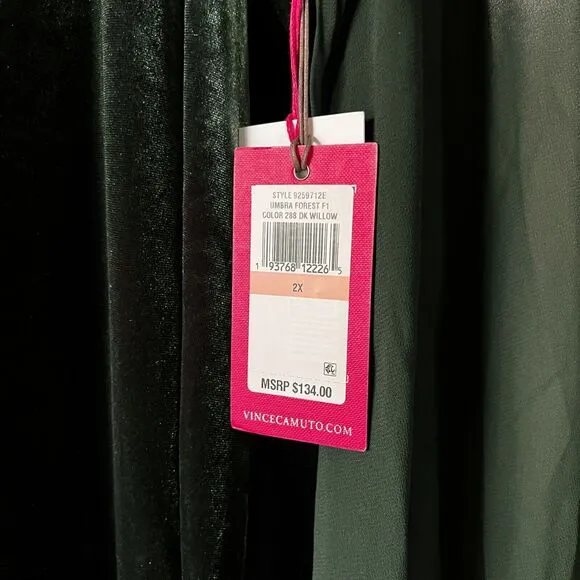 STYLE 9259712E
UMBRA FOREST F1
COLOR 288 DK WILLOW
1 93768 12226 5
2X
MSRP $134.00
VINCECAMUTO.COM